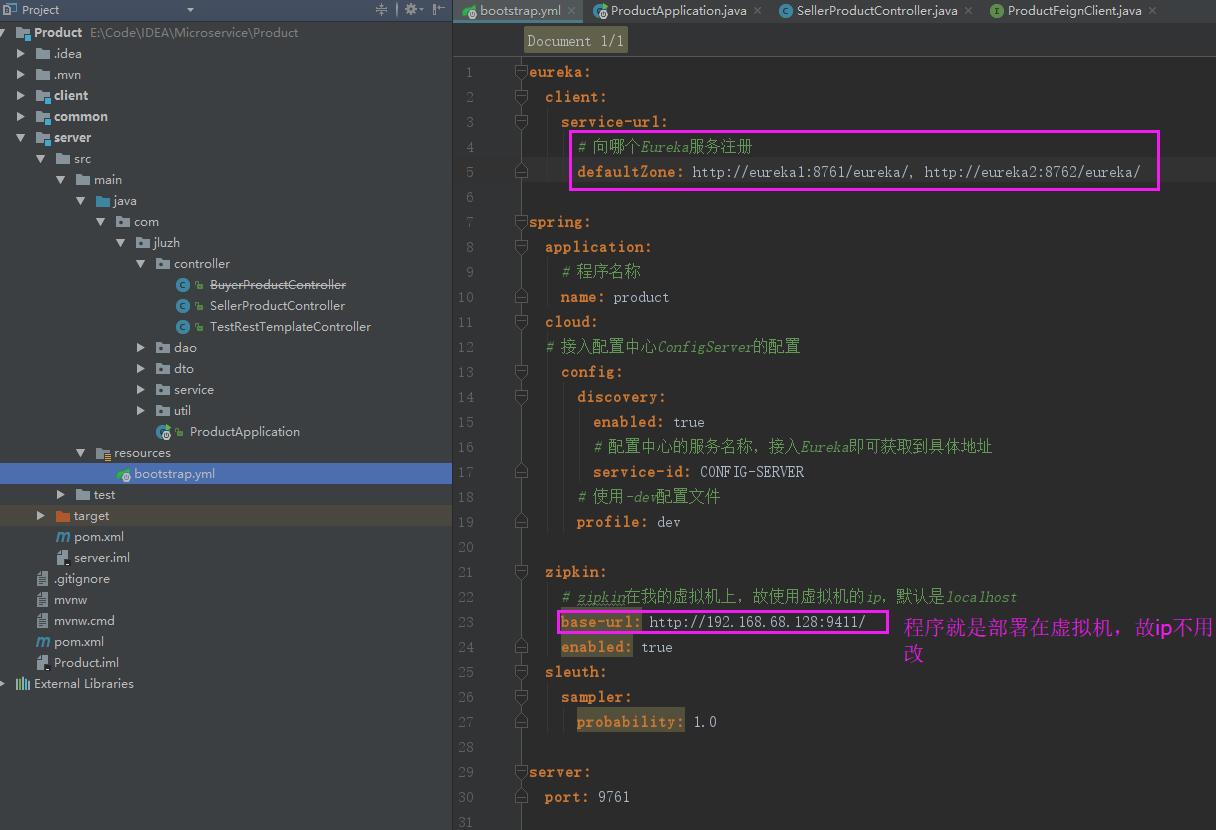 Project
Product E:\Code\IDEA\Microservice\Product
.idea
.mvn
client
common
server
src
main
java
com
jluzh
controller
BuyerProductController
SellerProductController
TestRestTemplateController
dao
dto
service
util
ProductApplication
resources
bootstrap.yml
test
target
pom.xml
server.iml
.gitignore
mvnw
mvnw.cmd
pom.xml
Product.iml
External Libraries
bootstrap.yml ProductApplication.java SellerProductController.java ProductFeignClient.java
Document 1/1
1 eureka:
2 client:
3 service-url:
4 # 向哪个Eureka服务注册
5 defaultZone: http://eureka1:8761/eureka/, http://eureka2:8762/eureka/
6
7 spring:
8 application:
9 # 程序名称
10 name: product
11 cloud:
12 # 接入配置中心ConfigServer的配置
13 config:
14 discovery:
15 enabled: true
16 # 配置中心的服务名称，接入Eureka即可获取到具体地址
17 service-id: CONFIG-SERVER
18 # 使用-dev配置文件
19 profile: dev
20
21 zipkin:
22 # zipkin在我的虚拟机上，故使用虚拟机的ip，默认是localhost
23 base-url: http://192.168.68.128:9411/
程序就是部署在虚拟机，故ip不用
改
24 enabled: true
25 sleuth:
26 sampler:
27 probability: 1.0
28
29 server:
30 port: 9761
31